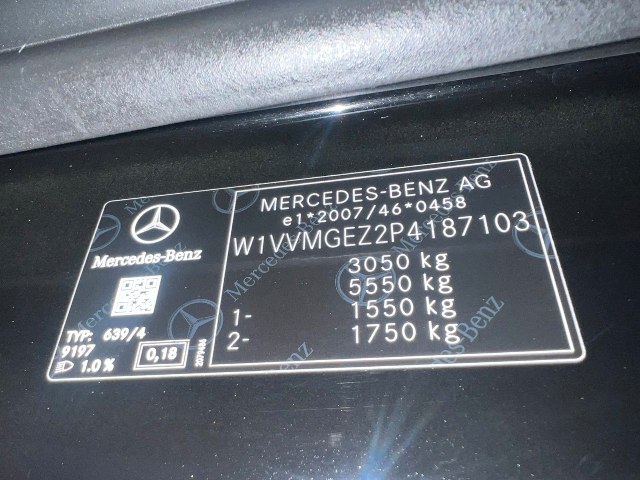 MERCEDES-BENZ AG
e1*2007/46*0458
W1VVMGEZ2P4187103
3050 kg
5550 kg
1- 1550 kg
2- 1750 kg
Mercedes-Benz
TYP: 639/4
9197
1.0 %
0,18